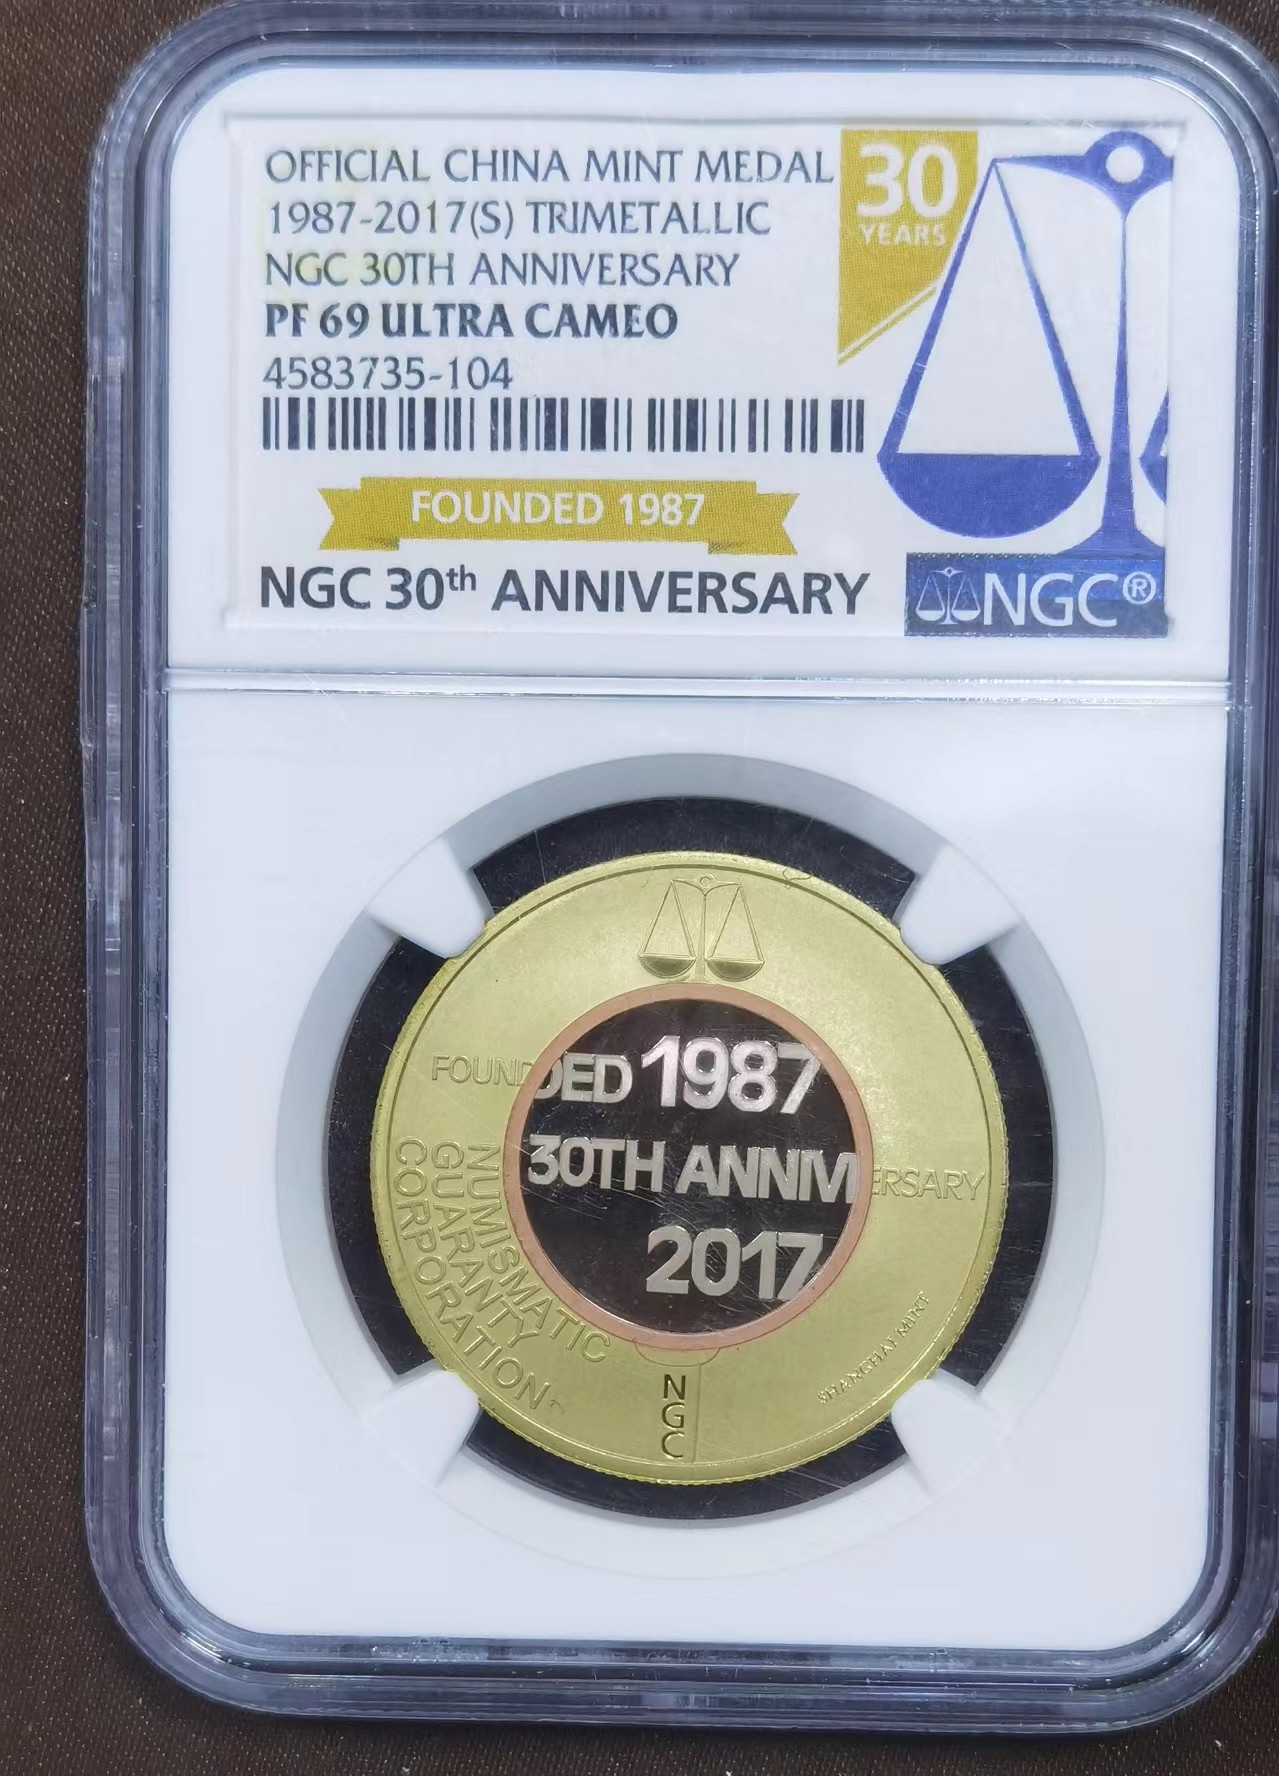 OFFICIAL CHINA MINT MEDAL
1987-2017(S) TRIMETALLIC
NGC 30TH ANNIVERSARY
PF 69 ULTRA CAMEO
4583735-104
30
YEARS
FOUNDED 1987
NGC 30th ANNIVERSARY
NGC®
FOUNDED 1987
30TH ANNIVERSARY
2017
NUMISMATIC
GUARANTY
CORPORATION
NGC
SHANGHAI MINT